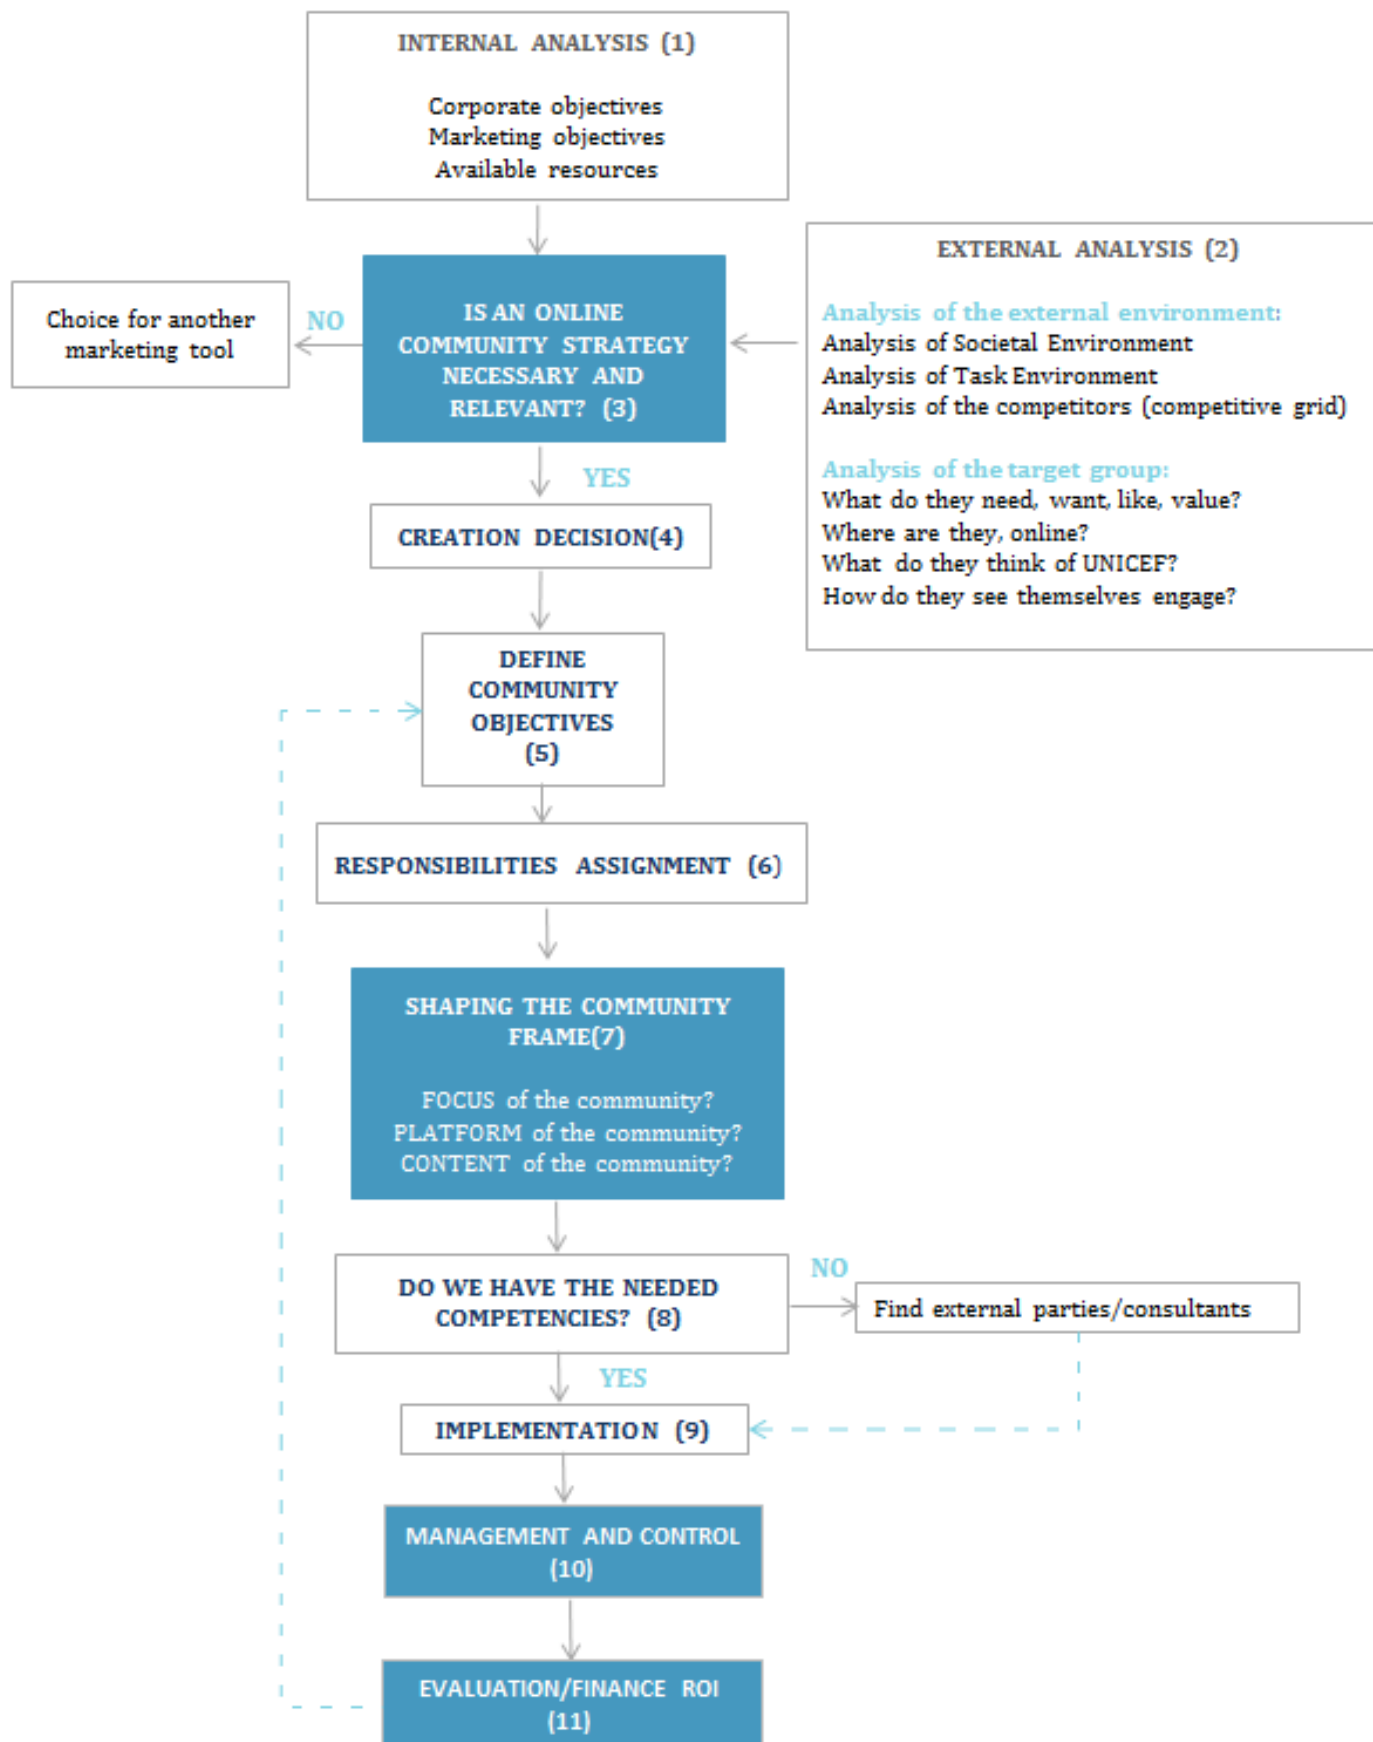 INTERNAL ANALYSIS (1)
Corporate objectives
Marketing objectives
Available resources
EXTERNAL ANALYSIS (2)
Analysis of the external environment:
Analysis of Societal Environment
Analysis of Task Environment
Analysis of the competitors (competitive grid)
Analysis of the target group:
What do they need, want, like, value?
Where are they, online?
What do they think of UNICEF?
How do they see themselves engage?
IS AN ONLINE
COMMUNITY STRATEGY
NECESSARY AND
RELEVANT? (3)
NO
Choice for another
marketing tool
YES
CREATION DECISION(4)
DEFINE
COMMUNITY
OBJECTIVES
(5)
RESPONSIBILITIES ASSIGNMENT (6)
SHAPING THE COMMUNITY
FRAME(7)
FOCUS of the community?
PLATFORM of the community?
CONTENT of the community?
DO WE HAVE THE NEEDED
COMPETENCIES? (8)
NO
Find external parties/consultants
YES
IMPLEMENTATION (9)
MANAGEMENT AND CONTROL
(10)
EVALUATION/FINANCE ROI
(11)